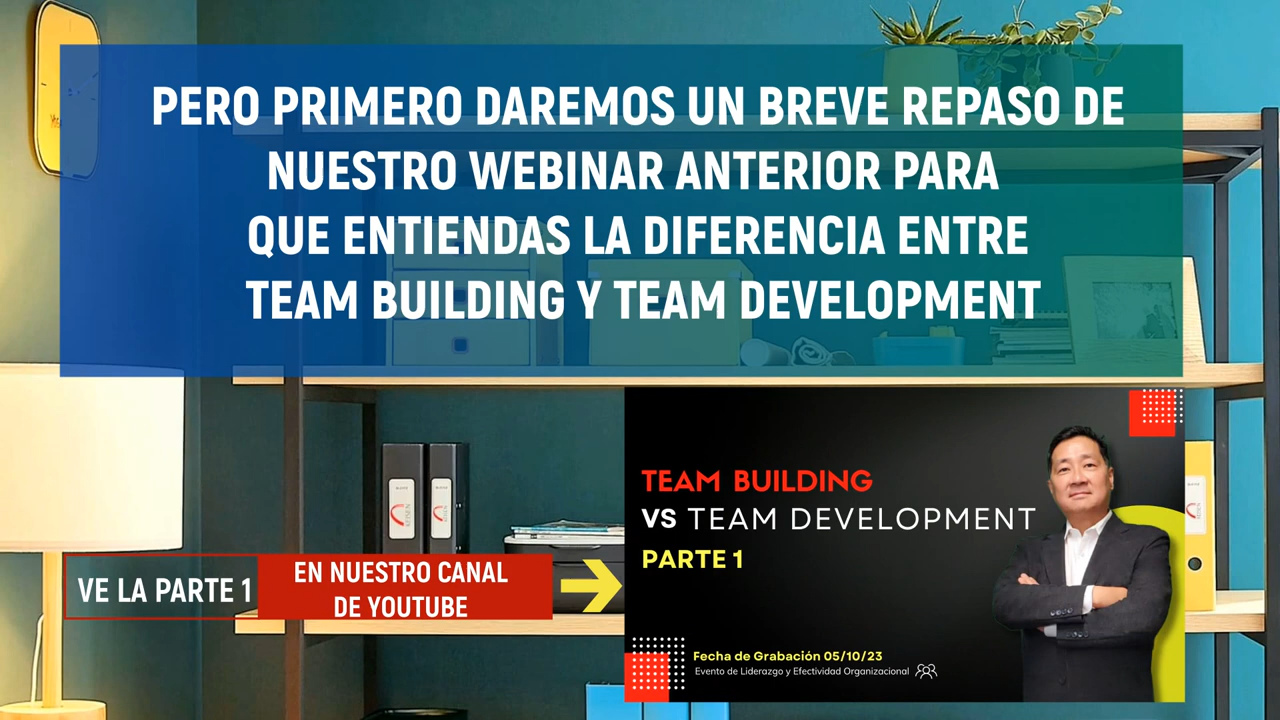 PERO PRIMERO DAREMOS UN BREVE REPASO DE
NUESTRO WEBINAR ANTERIOR PARA
QUE ENTIENDAS LA DIFERENCIA ENTRE
TEAM BUILDING Y TEAM DEVELOPMENT
VE LA PARTE 1
EN NUESTRO CANAL
DE YOUTUBE
TEAM BUILDING
VS TEAM DEVELOPMENT
PARTE 1
Fecha de Grabación 05/10/23
Evento de Liderazgo y Efectividad Organizacional